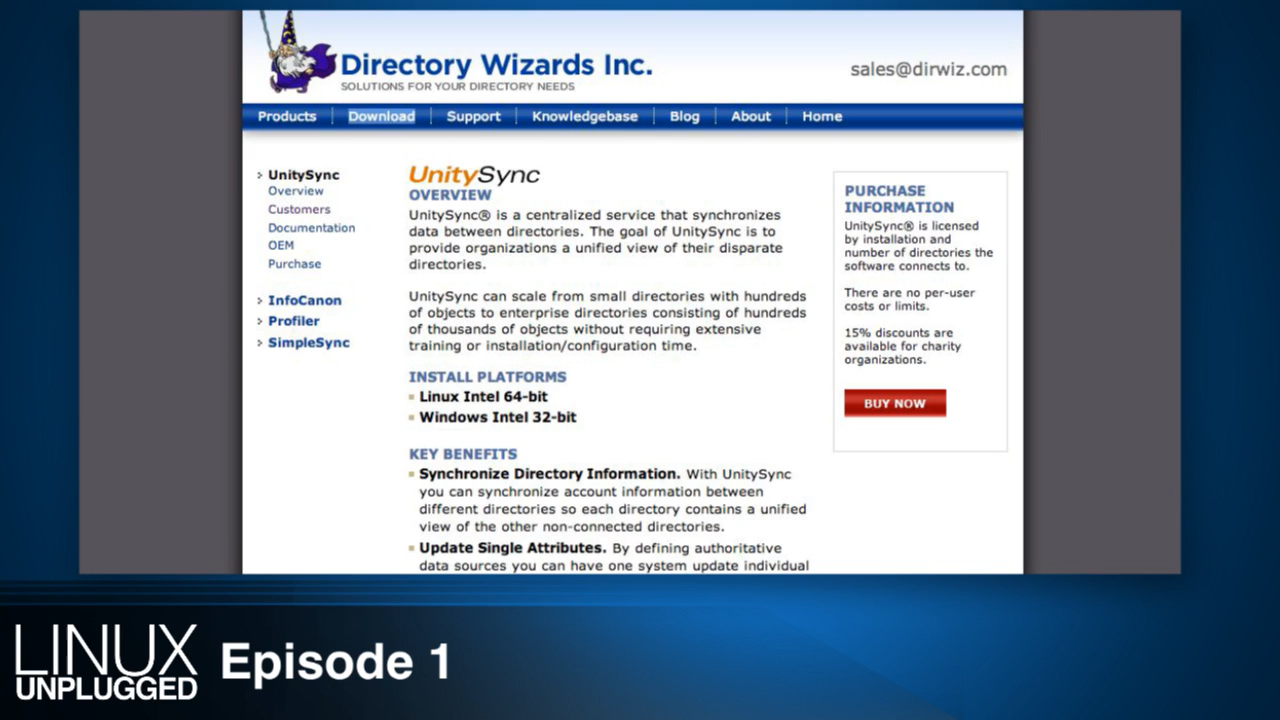 Directory Wizards Inc.
SOLUTIONS FOR YOUR DIRECTORY NEEDS
sales@dirwiz.com
Products Download Support Knowledgebase Blog About Home
UnitySync
Overview
Customers
Documentation
OEM
Purchase
InfoCanon
Profiler
SimpleSync
UnitySync
OVERVIEW
UnitySync® is a centralized service that synchronizes
data between directories. The goal of UnitySync is to
provide organizations a unified view of their disparate
directories.
UnitySync can scale from small directories with hundreds
of objects to enterprise directories consisting of hundreds
of thousands of objects without requiring extensive
training or installation/configuration time.
INSTALL PLATFORMS
Linux Intel 64-bit
Windows Intel 32-bit
KEY BENEFITS
Synchronize Directory Information. With UnitySync
you can synchronize account information between
different directories so each directory contains a unified
view of the other non-connected directories.
Update Single Attributes. By defining authoritative
data sources you can have one system update individual
PURCHASE
INFORMATION
UnitySync® is licensed
by installation and
number of directories the
software connects to.
There are no per-user
costs or limits.
15% discounts are
available for charity
organizations.
BUY NOW
LINUX
UNPLUGGED
Episode 1